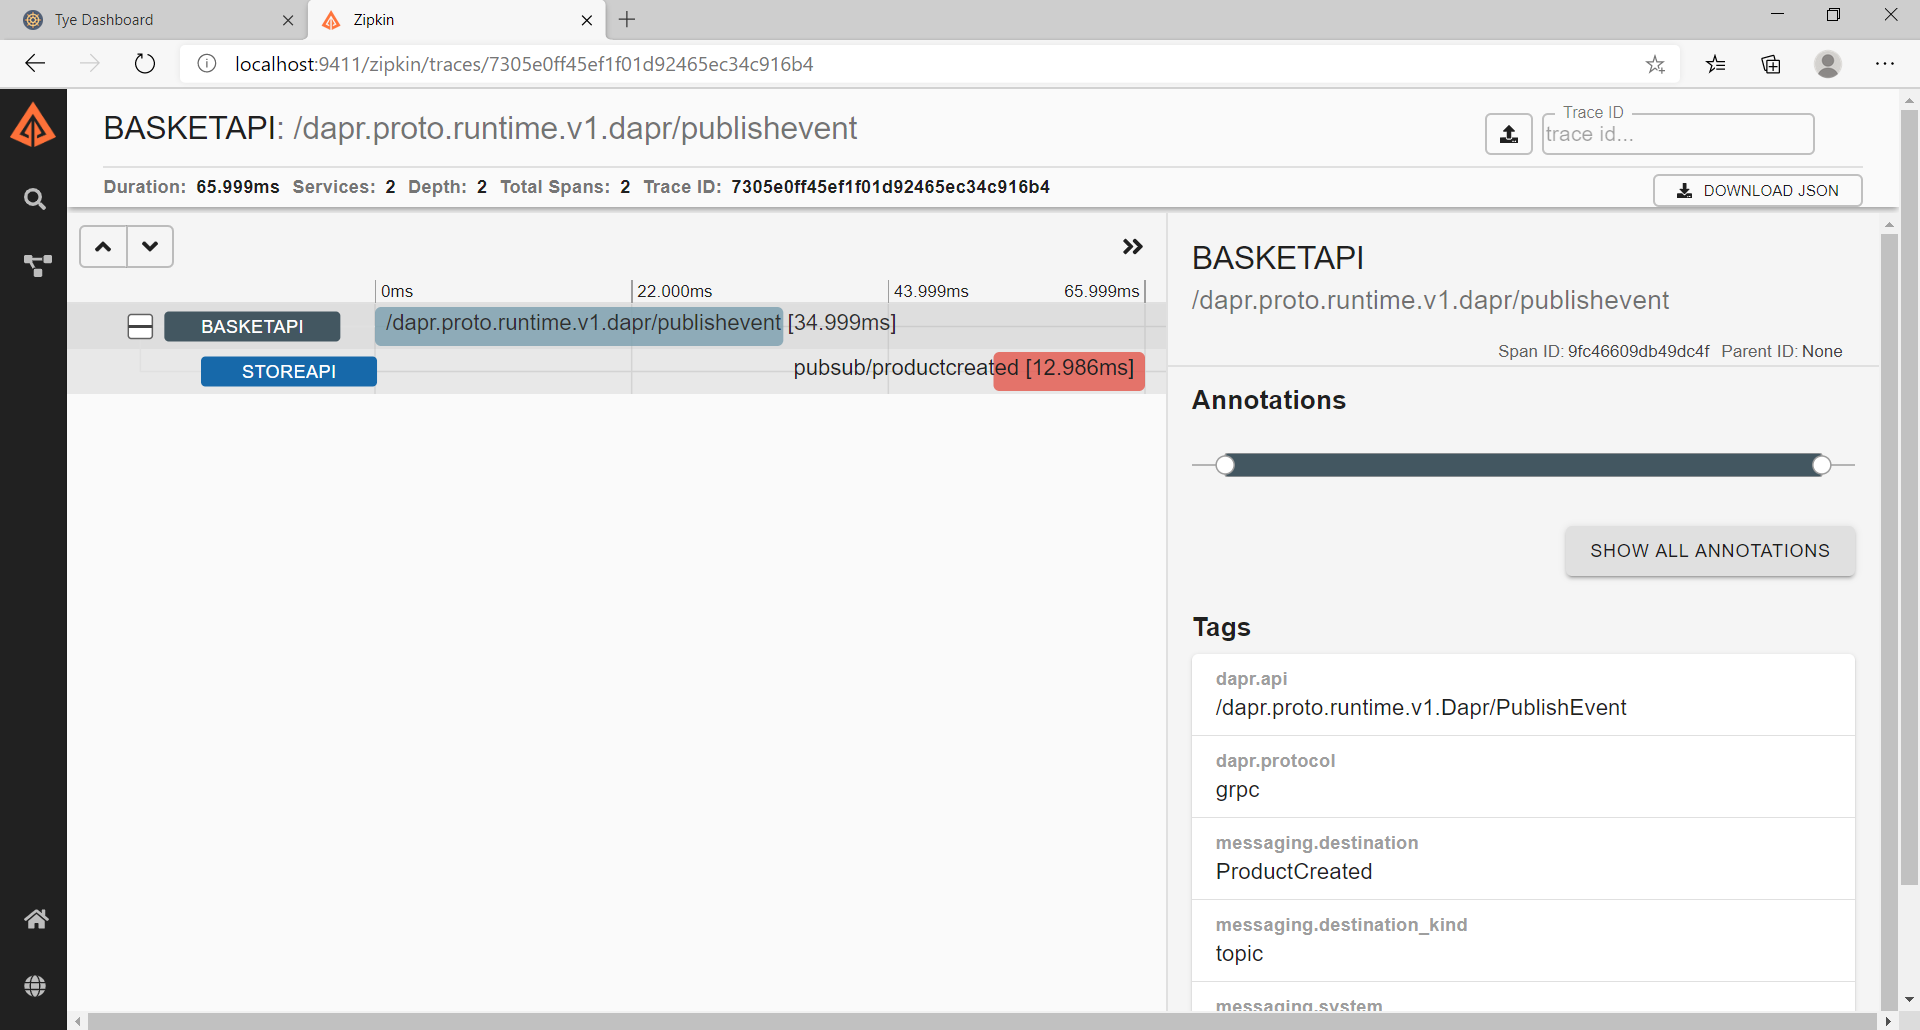 Tye Dashboard
Zipkin
localhost:9411/zipkin/traces/7305e0ff45ef1f01d92465ec34c916b4
BASKETAPI: /dapr.proto.runtime.v1.dapr/publishevent
Trace ID
trace id...
Duration: 65.999ms Services: 2 Depth: 2 Total Spans: 2 Trace ID: 7305e0ff45ef1f01d92465ec34c916b4
DOWNLOAD JSON
0ms 22.000ms 43.999ms 65.999ms
BASKETAPI /dapr.proto.runtime.v1.dapr/publishevent [34.999ms]
STOREAPI pubsub/productcreated [12.986ms]
BASKETAPI
/dapr.proto.runtime.v1.dapr/publishevent
Span ID: 9fc46609db49dc4f Parent ID: None
Annotations
SHOW ALL ANNOTATIONS
Tags
dapr.api
/dapr.proto.runtime.v1.Dapr/PublishEvent
dapr.protocol
grpc
messaging.destination
ProductCreated
messaging.destination_kind
topic
messaging.system